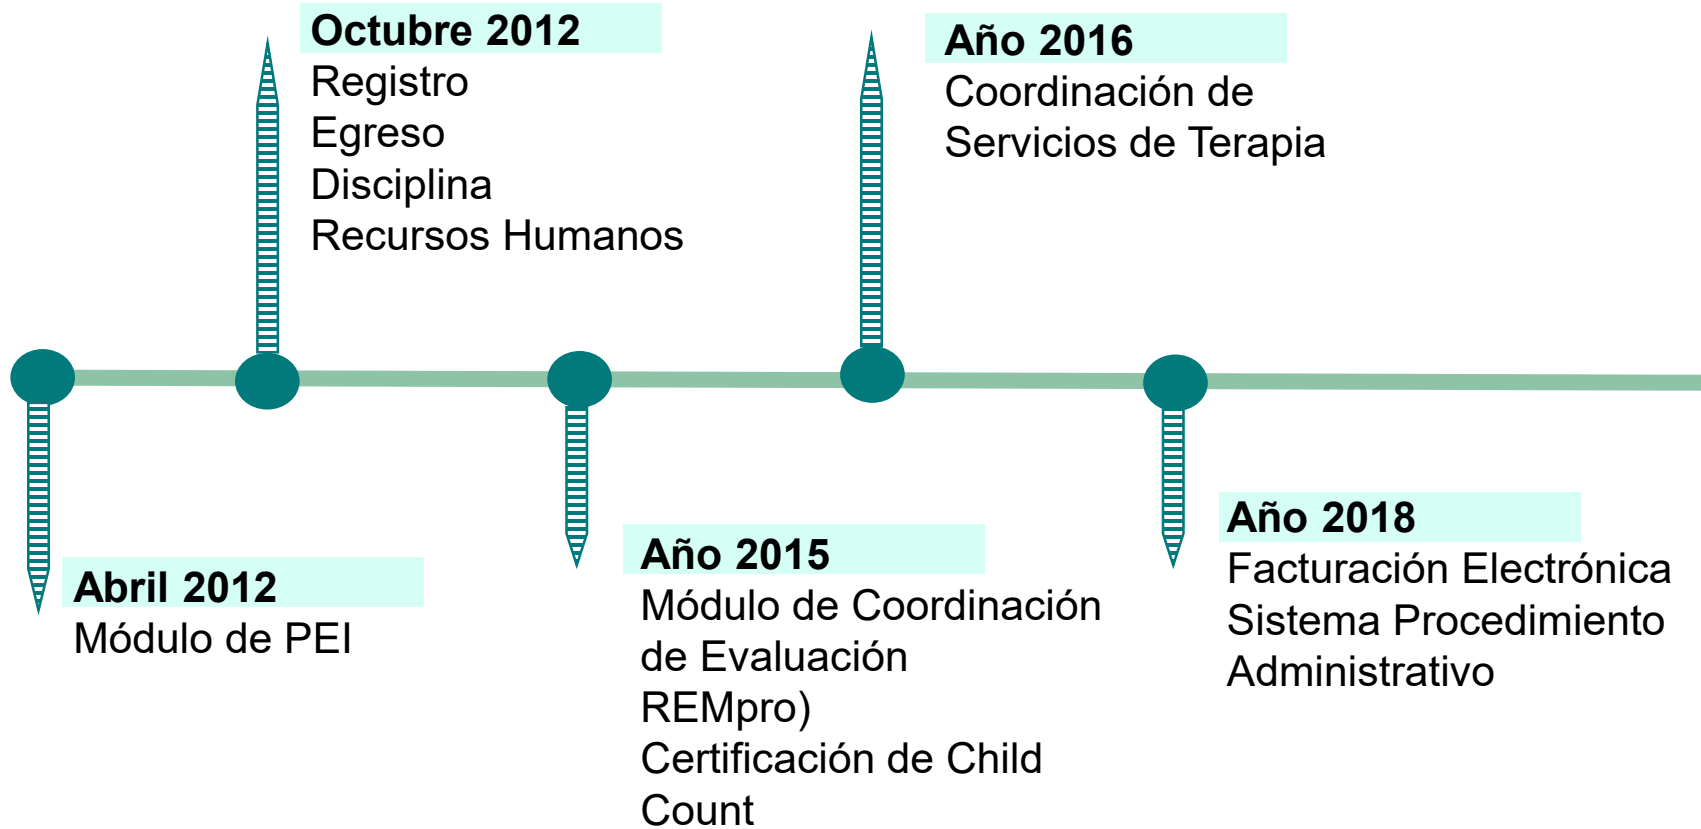 Octubre 2012
Registro
Egreso
Disciplina
Recursos Humanos
Año 2016
Coordinación de
Servicios de Terapia
Abril 2012
Módulo de PEI
Año 2015
Módulo de Coordinación
de Evaluación
REMpro)
Certificación de Child
Count
Año 2018
Facturación Electrónica
Sistema Procedimiento
Administrativo